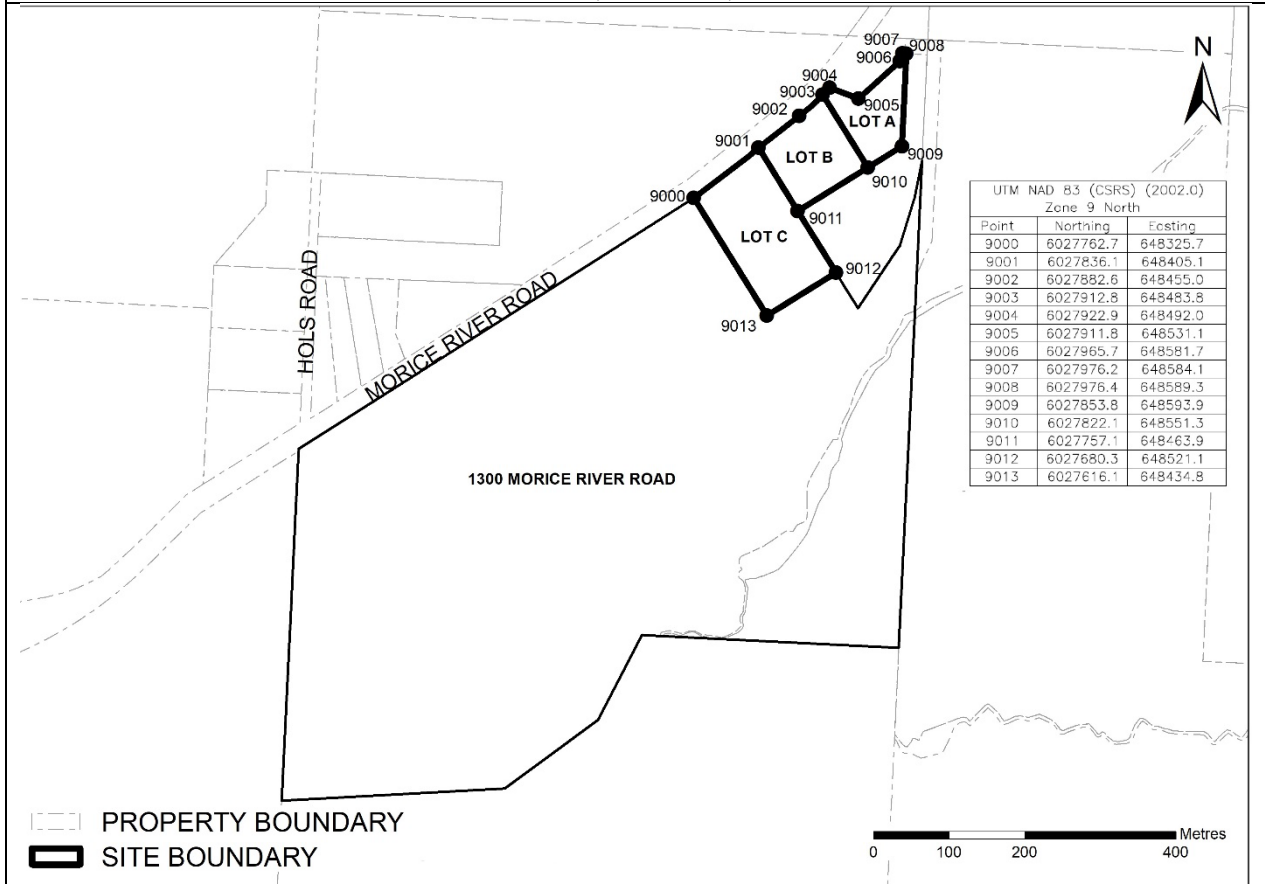 9007
9008
9006
N
9004
9003
9005
9002
LOT A
9001
LOT B
9009
9010
9000
9011
LOT C
9012
9013
HOLS ROAD
MORICE RIVER ROAD
1300 MORICE RIVER ROAD
UTM NAD 83 (CSRS) (2002.0)
Zone 9 North
Point Northing Easting
9000 6027762.7 648325.7
9001 6027836.1 648405.1
9002 6027882.6 648455.0
9003 6027912.8 648483.8
9004 6027922.9 648492.0
9005 6027911.8 648531.1
9006 6027965.7 648581.7
9007 6027976.2 648584.1
9008 6027976.4 648589.3
9009 6027853.8 648593.9
9010 6027822.1 648551.3
9011 6027757.1 648463.9
9012 6027680.3 648521.1
9013 6027616.1 648434.8
PROPERTY BOUNDARY
SITE BOUNDARY
Metres
0 100 200 400